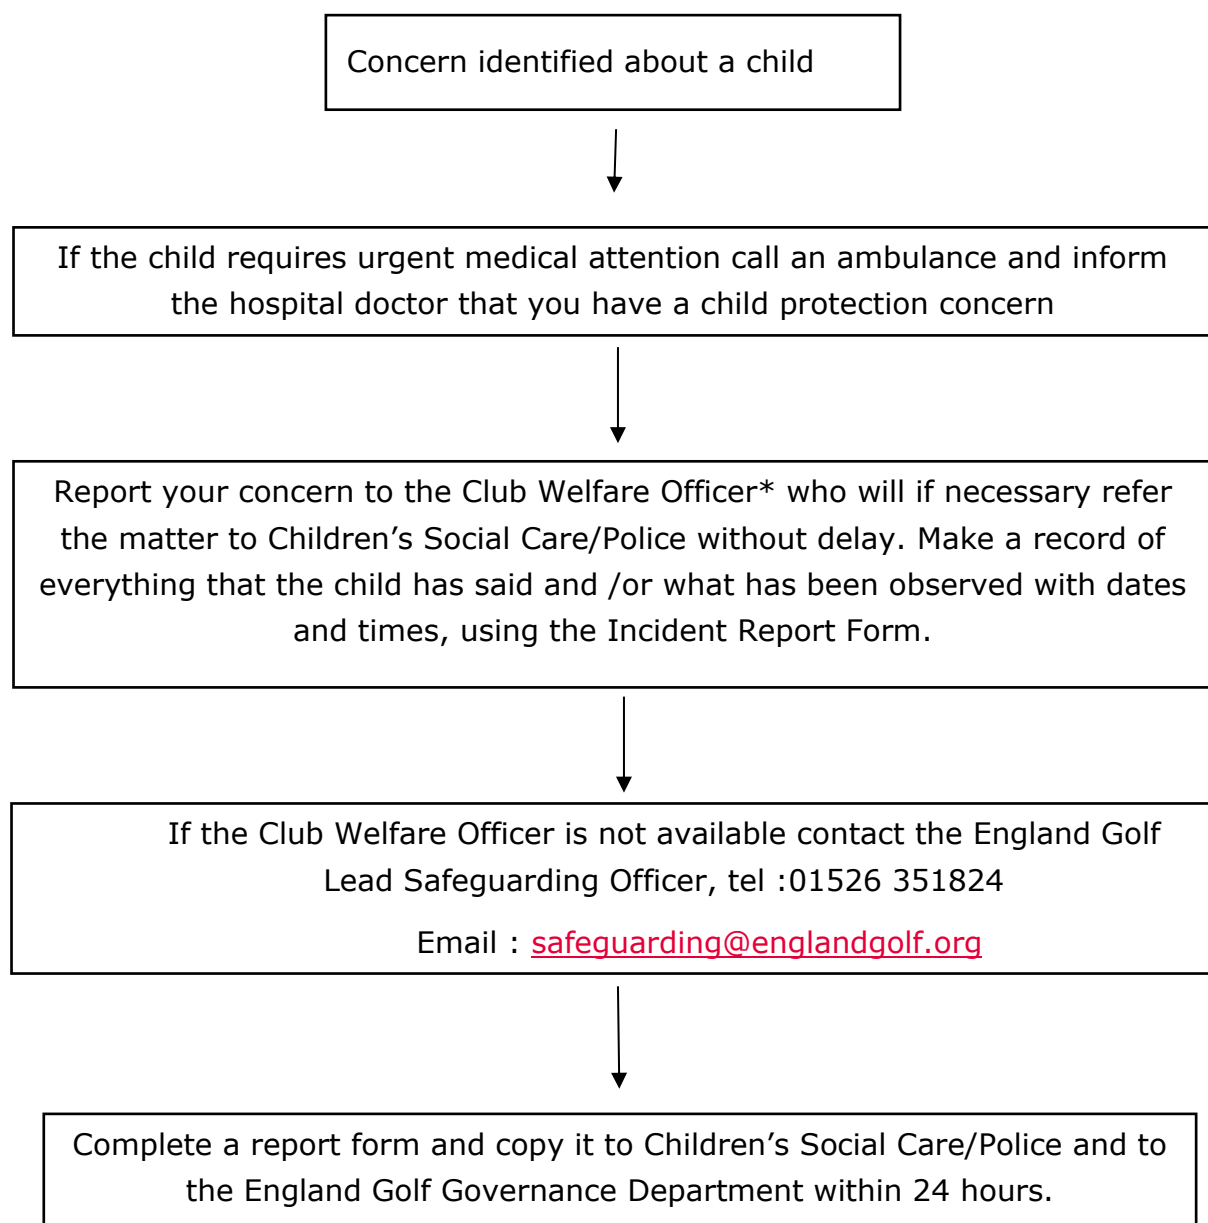 Concern identified about a child
If the child requires urgent medical attention call an ambulance and inform
the hospital doctor that you have a child protection concern
Report your concern to the Club Welfare Officer* who will if necessary refer
the matter to Children’s Social Care/Police without delay. Make a record of
everything that the child has said and /or what has been observed with dates
and times, using the Incident Report Form.
If the Club Welfare Officer is not available contact the England Golf
Lead Safeguarding Officer, tel :01526 351824
Email : safeguarding@englandgolf.org
Complete a report form and copy it to Children’s Social Care/Police and to
the England Golf Governance Department within 24 hours.